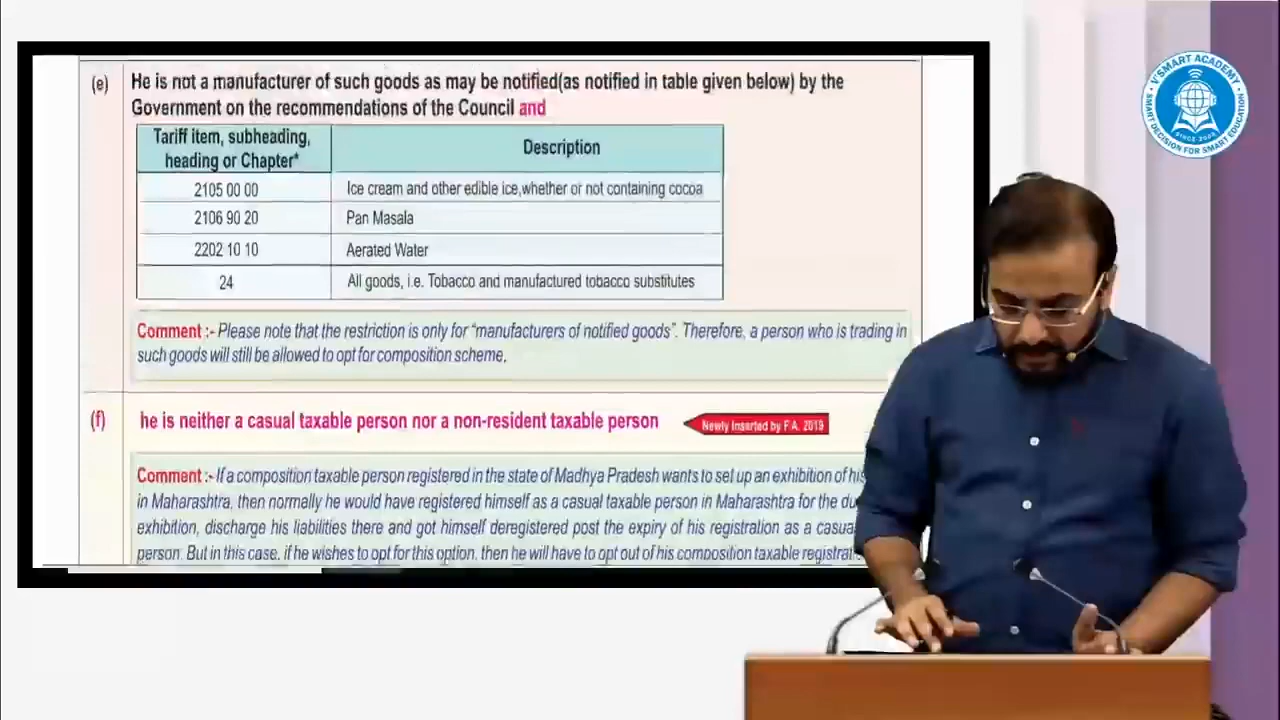 V'SMART ACADEMY
SMART DECISION FOR SMART EDUCATION
SINCE 2002
(e) He is not a manufacturer of such goods as may be notified(as notified in table given below) by the
Government on the recommendations of the Council and
Tariff item, subheading, heading or Chapter* Description
2105 00 00 Ice cream and other edible ice,whether or not containing cocoa
2106 90 20 Pan Masala
2202 10 10 Aerated Water
24 All goods, i.e. Tobacco and manufactured tobacco substitutes
Comment :- Please note that the restriction is only for "manufacturers of notified goods". Therefore, a person who is trading in
such goods will still be allowed to opt for composition scheme.
(f) he is neither a casual taxable person nor a non-resident taxable person Newly Inserted by F.A. 2019
Comment :- If a composition taxable person registered in the state of Madhya Pradesh wants to set up an exhibition of his
in Maharashtra, then normally he would have registered himself as a casual taxable person in Maharashtra for the
exhibition, discharge his liabilities there and got himself deregistered post the expiry of his registration as a
person. But in this case, if he wishes to opt for this option, then he will have to opt out of his composition taxable